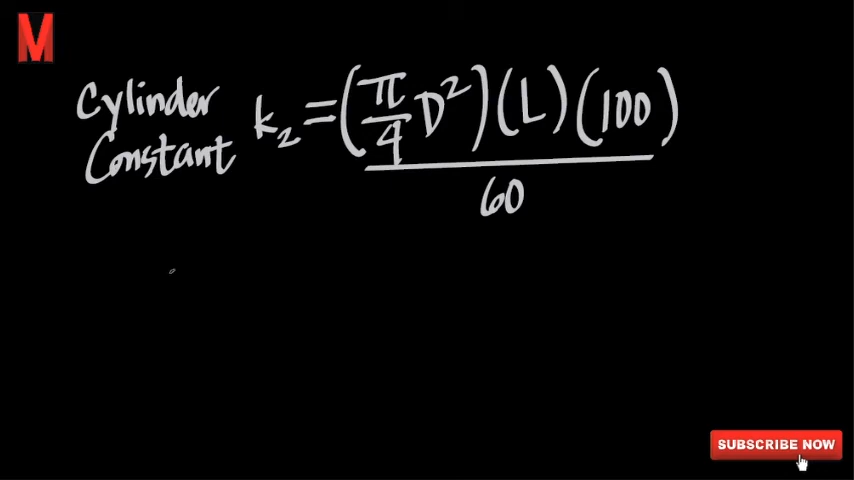 M
Cylinder
Constant k₂ = (π/4 D²)(L)(100)
60
SUBSCRIBE NOW